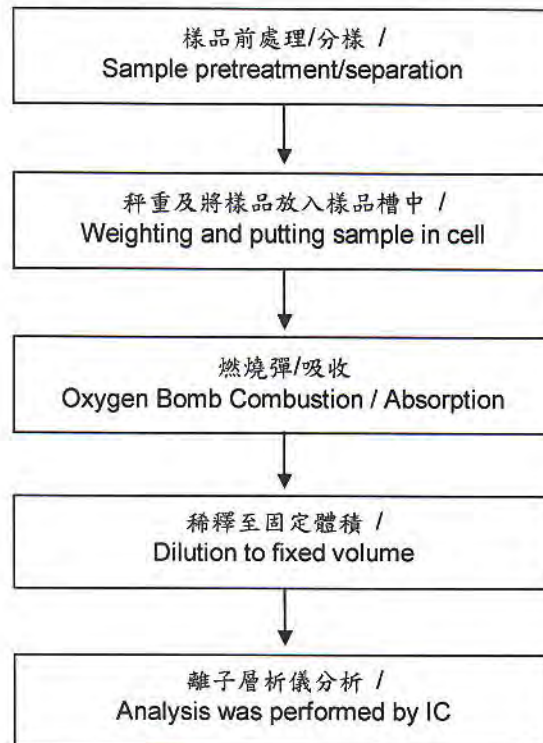 樣品前處理/分樣 /
Sample pretreatment/separation
秤重及將樣品放入樣品槽中 /
Weighting and putting sample in cell
燃燒彈/吸收
Oxygen Bomb Combustion / Absorption
稀釋至固定體積 /
Dilution to fixed volume
離子層析儀分析 /
Analysis was performed by IC